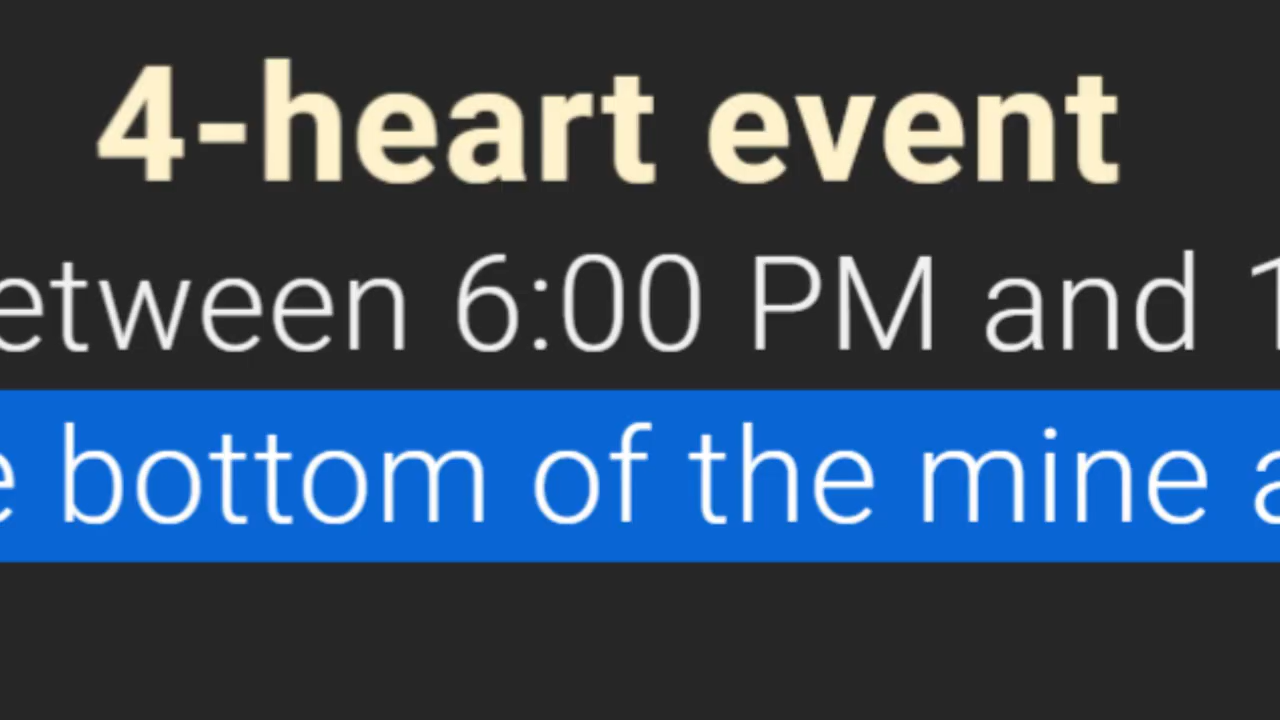 4-heart event
etween 6:00 PM and 1
e bottom of the mine a